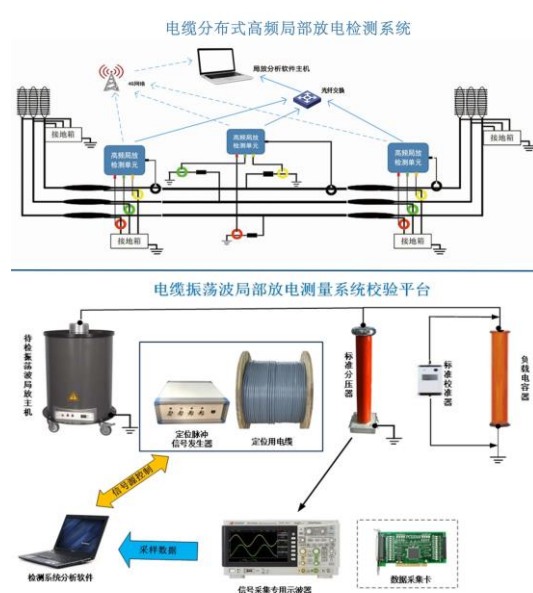 电缆分布式高频局部放电检测系统
局放分析软件主机
4G网络
光纤交换
接地箱
接地箱
高频局放
检测单元
高频局放
检测单元
高频局放
检测单元
接地箱
接地箱
电缆振荡波局部放电测量系统校验平台
待检振荡波局放主机
定位脉冲
信号发生器
定位用电缆
标准分压器
标准校准器
负载电容器
信号源控制
采样数据
检测系统分析软件
信号采集专用示波器
数据采集卡